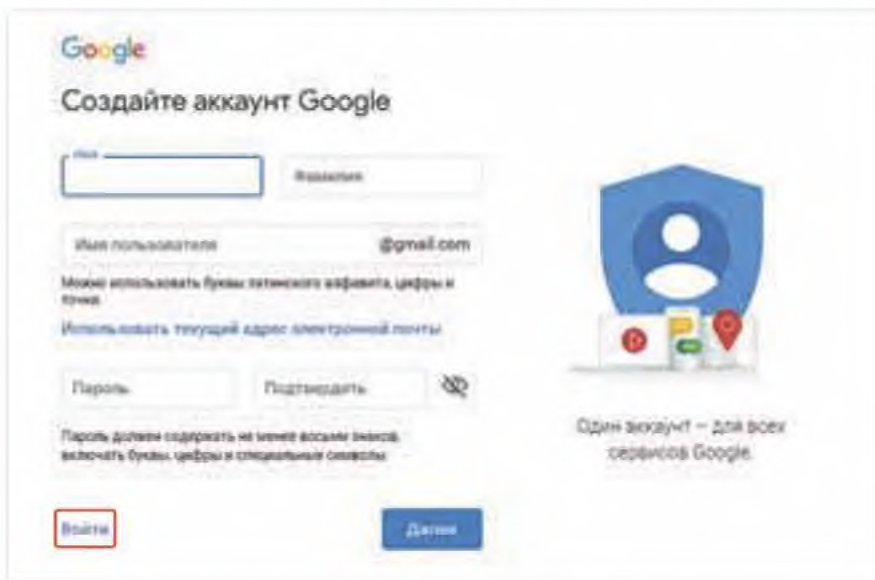 Google
Создайте аккаунт Google
Имя
Фамилия
Имя пользователя @gmail.com
Можно использовать буквы латинского алфавита, цифры и
точки.
Использовать текущий адрес электронной почты
Пароль Подтвердить
Пароль должен содержать не менее восьми знаков,
включать буквы, цифры и специальные символы
Один аккаунт – для всех
сервисов Google.
Войти Далее